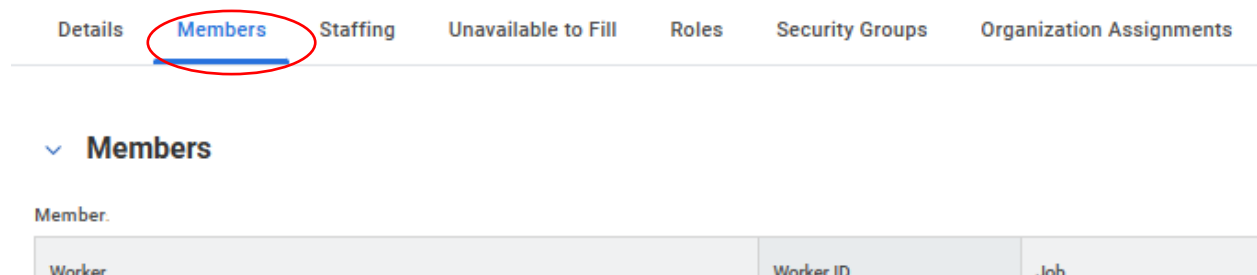 Details Members Staffing Unavailable to Fill Roles Security Groups Organization Assignments
Members
Member.
Worker Worker ID Job